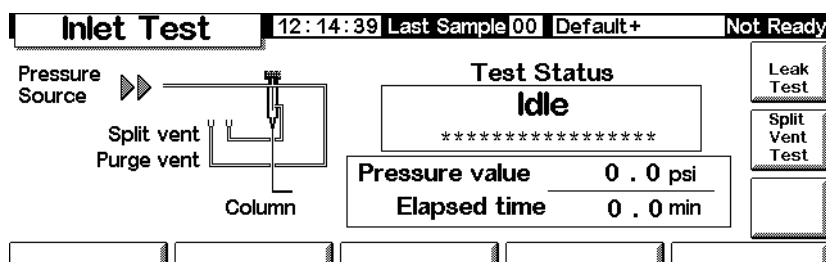 Inlet Test 12:14:39 Last Sample 00 Default+ Not Ready
Pressure
Source
Split vent
Purge vent
Column
Test Status
Idle
*****************
Pressure value 0 . 0 psi
Elapsed time 0 . 0 min
Leak
Test
Split
Vent
Test